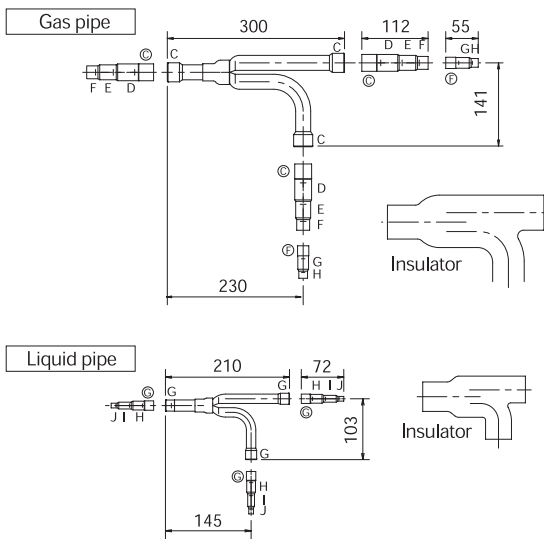 Gas pipe
300
112
55
D E F
G H
Ⓒ
C
C
F E D
Ⓒ
Ⓕ
141
C
Ⓒ
D
E
F
Ⓕ
G
H
230
Insulator
Liquid pipe
210
72
Ⓖ
G
G
H I J
J I H
Ⓖ
103
G
Ⓖ
H
I
J
145
Insulator